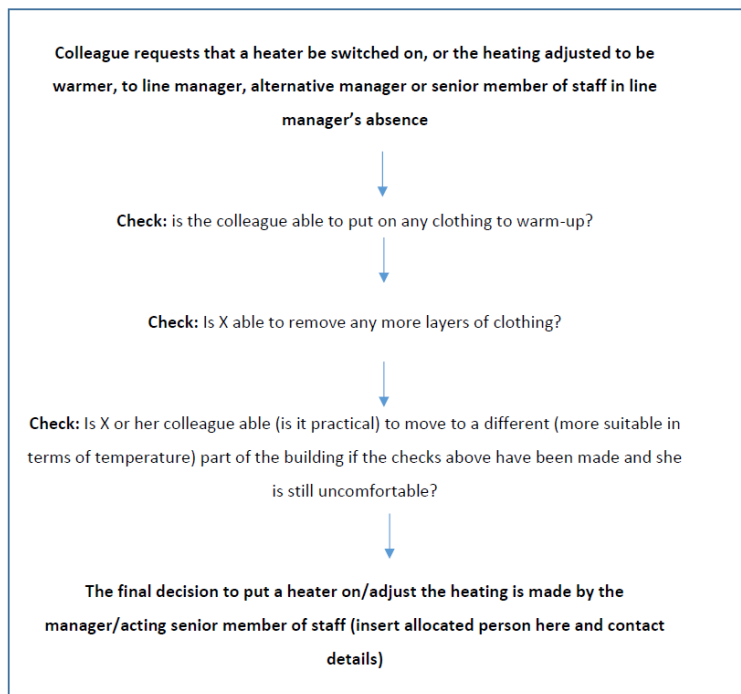 Colleague requests that a heater be switched on, or the heating adjusted to be
warmer, to line manager, alternative manager or senior member of staff in line
manager’s absence
Check: is the colleague able to put on any clothing to warm-up?
Check: Is X able to remove any more layers of clothing?
Check: Is X or her colleague able (is it practical) to move to a different (more suitable in
terms of temperature) part of the building if the checks above have been made and she
is still uncomfortable?
The final decision to put a heater on/adjust the heating is made by the
manager/acting senior member of staff (insert allocated person here and contact
details)